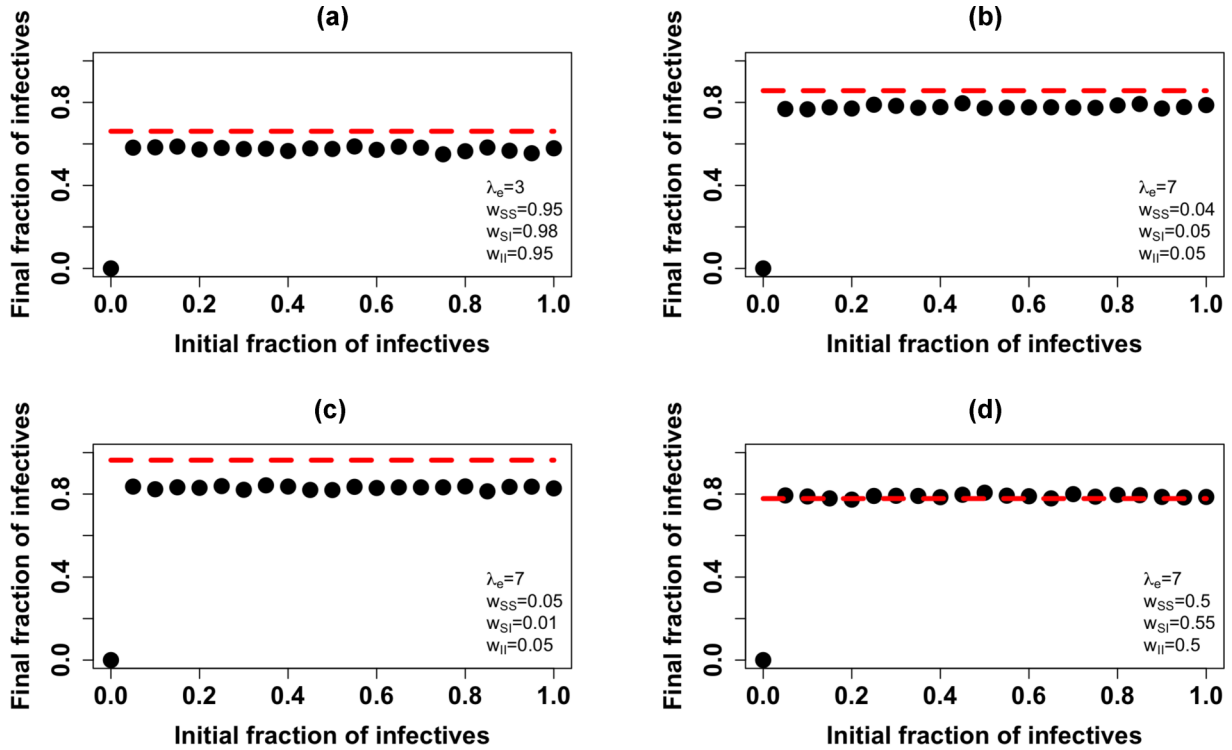 (a)
Final fraction of infectives
0.8
0.4
0.0
λe=3
wSS=0.95
wSI=0.98
wII=0.95
0.0 0.2 0.4 0.6 0.8 1.0
Initial fraction of infectives
(b)
Final fraction of infectives
0.8
0.4
0.0
λe=7
wSS=0.04
wSI=0.05
wII=0.05
0.0 0.2 0.4 0.6 0.8 1.0
Initial fraction of infectives
(c)
Final fraction of infectives
0.8
0.4
0.0
λe=7
wSS=0.05
wSI=0.01
wII=0.05
0.0 0.2 0.4 0.6 0.8 1.0
Initial fraction of infectives
(d)
Final fraction of infectives
0.8
0.4
0.0
λe=7
wSS=0.5
wSI=0.55
wII=0.5
0.0 0.2 0.4 0.6 0.8 1.0
Initial fraction of infectives